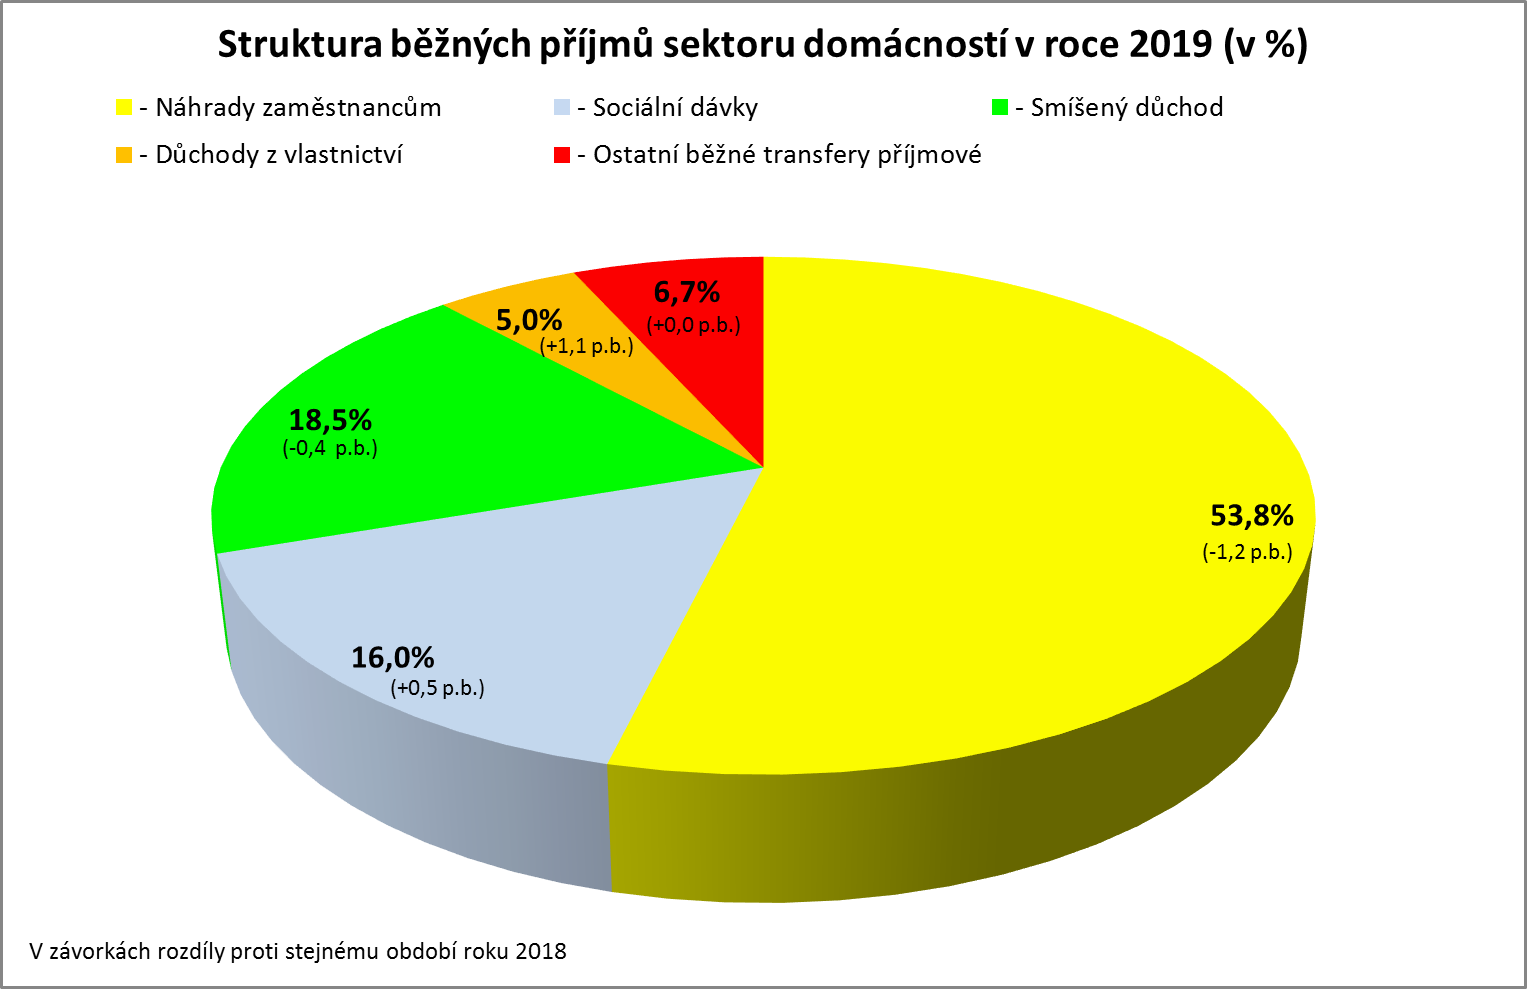 Struktura běžných příjmů sektoru domácností v roce 2019 (v %)
- Náhrady zaměstnancům
- Sociální dávky
- Smíšený důchod
- Důchody z vlastnictví
- Ostatní běžné transfery příjmové
6,7%
(+0,0 p.b.)
5,0%
(+1,1 p.b.)
18,5%
(-0,4 p.b.)
53,8%
(-1,2 p.b.)
16,0%
(+0,5 p.b.)
V závorkách rozdíly proti stejnému období roku 2018